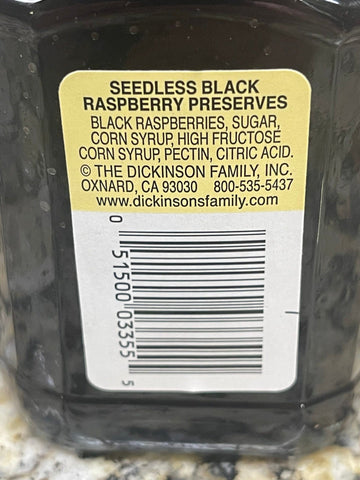 SEEDLESS BLACK
RASPBERRY PRESERVES
BLACK RASPBERRIES, SUGAR,
CORN SYRUP, HIGH FRUCTOSE
CORN SYRUP, PECTIN, CITRIC ACID.
© THE DICKINSON FAMILY, INC.
OXNARD, CA 93030 800-535-5437
www.dickinsonsfamily.com
0 51500 03355 5